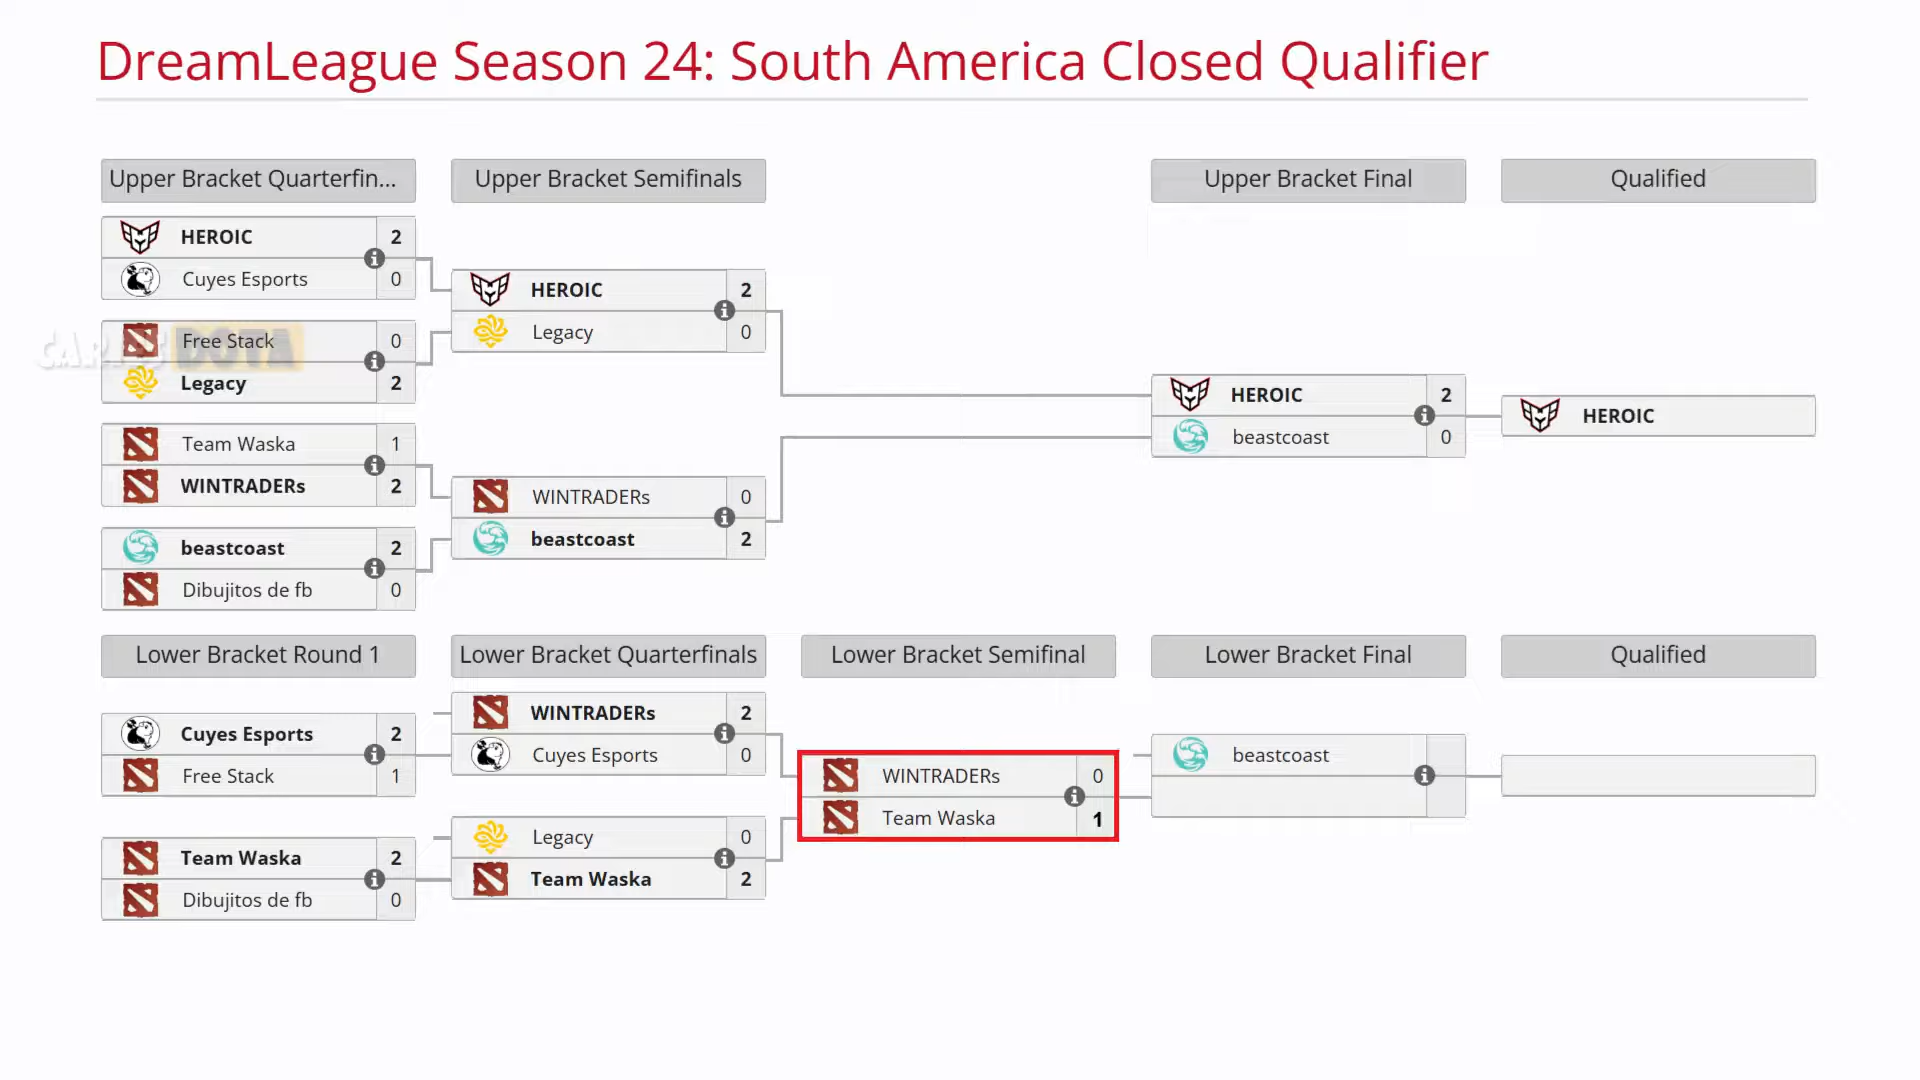 DreamLeague Season 24: South America Closed Qualifier
Upper Bracket Quarterfin...
Upper Bracket Semifinals
Upper Bracket Final
Qualified
HEROIC 2
Cuyes Esports 0
Free Stack 0
Legacy 2
Team Waska 1
WINTRADERs 2
beastcoast 2
Dibujitos de fb 0
HEROIC 2
Legacy 0
WINTRADERs 0
beastcoast 2
HEROIC 2
beastcoast 0
HEROIC
DOTA
Lower Bracket Round 1
Lower Bracket Quarterfinals
Lower Bracket Semifinal
Lower Bracket Final
Qualified
Cuyes Esports 2
Free Stack 1
Team Waska 2
Dibujitos de fb 0
WINTRADERs 2
Cuyes Esports 0
Legacy 0
Team Waska 2
WINTRADERs 0
Team Waska 1
beastcoast